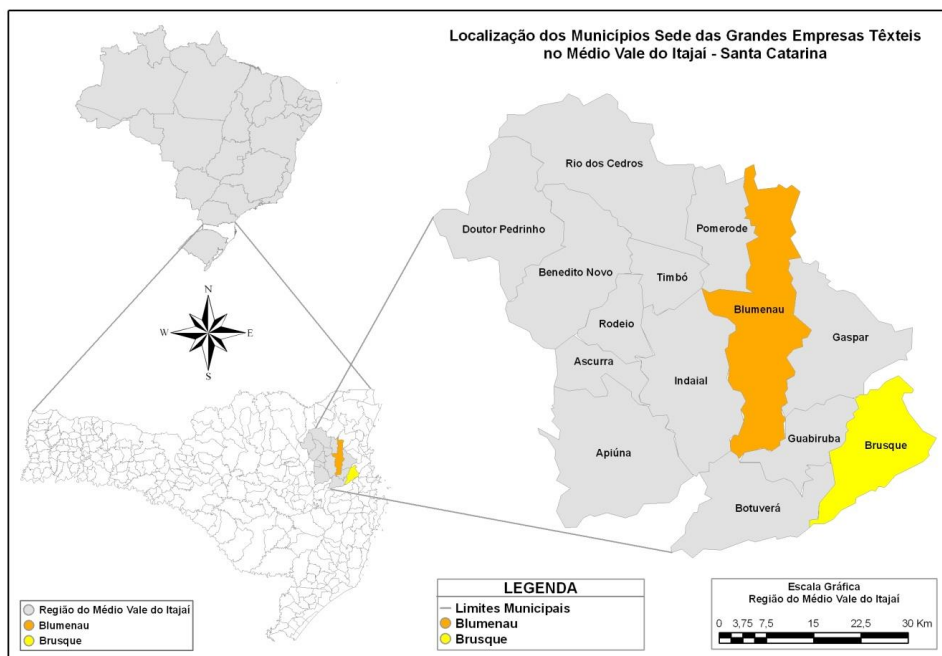 Localização dos Municípios Sede das Grandes Empresas Têxteis
no Médio Vale do Itajaí - Santa Catarina
Rio dos Cedros
Doutor Pedrinho
Pomerode
Benedito Novo
Timbó
Blumenau
Rodeio
Gaspar
Ascurra
Indaial
Guabiruba
Brusque
Apiúna
Botuverá
N
W
E
S
Região do Médio Vale do Itajaí
Blumenau
Brusque
LEGENDA
Limites Municipais
Blumenau
Brusque
Escala Gráfica
Região do Médio Vale do Itajaí
0 3,75 7,5 15 22,5 30 Km